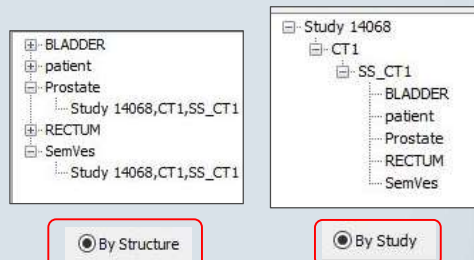 BLADDER
patient
Prostate
Study 14068,CT1,SS_CT1
RECTUM
SemVes
Study 14068,CT1,SS_CT1
By Structure
Study 14068
CT1
SS_CT1
BLADDER
patient
Prostate
RECTUM
SemVes
By Study